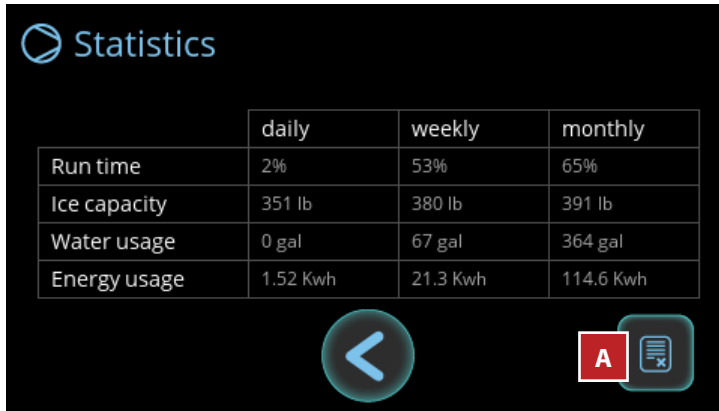 Statistics
daily weekly monthly
Run time 2% 53% 65%
Ice capacity 351 lb 380 lb 391 lb
Water usage 0 gal 67 gal 364 gal
Energy usage 1.52 Kwh 21.3 Kwh 114.6 Kwh
A